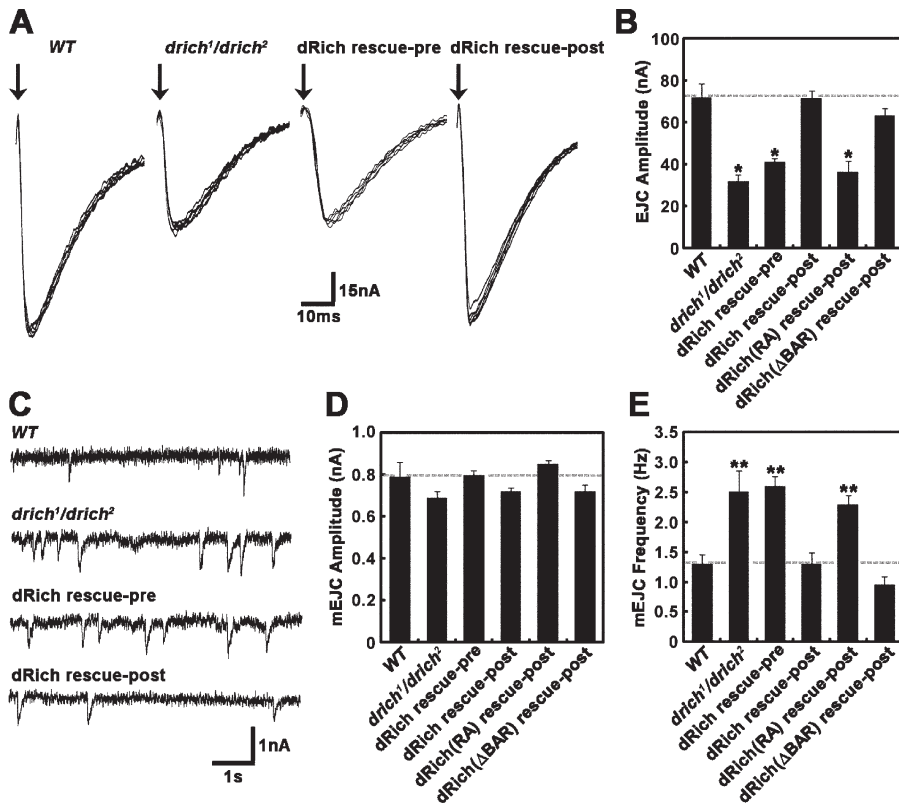 A
WT
drich¹/drich²
dRich rescue-pre
dRich rescue-post
15nA
10ms
B
EJC Amplitude (nA)
100
80
60
40
20
0
*
*
*
WT
drich¹/drich²
dRich rescue-pre
dRich rescue-post
dRich(RA) rescue-post
dRich(ΔBAR) rescue-post
C
WT
drich¹/drich²
dRich rescue-pre
dRich rescue-post
1nA
1s
D
mEJC Amplitude (nA)
1.0
0.8
0.6
0.4
0.2
0
WT
drich¹/drich²
dRich rescue-pre
dRich rescue-post
dRich(RA) rescue-post
dRich(ΔBAR) rescue-post
E
mEJC Frequency (Hz)
3.5
3.0
2.5
2.0
1.5
1.0
0.5
0
**
**
**
WT
drich¹/drich²
dRich rescue-pre
dRich rescue-post
dRich(RA) rescue-post
dRich(ΔBAR) rescue-post